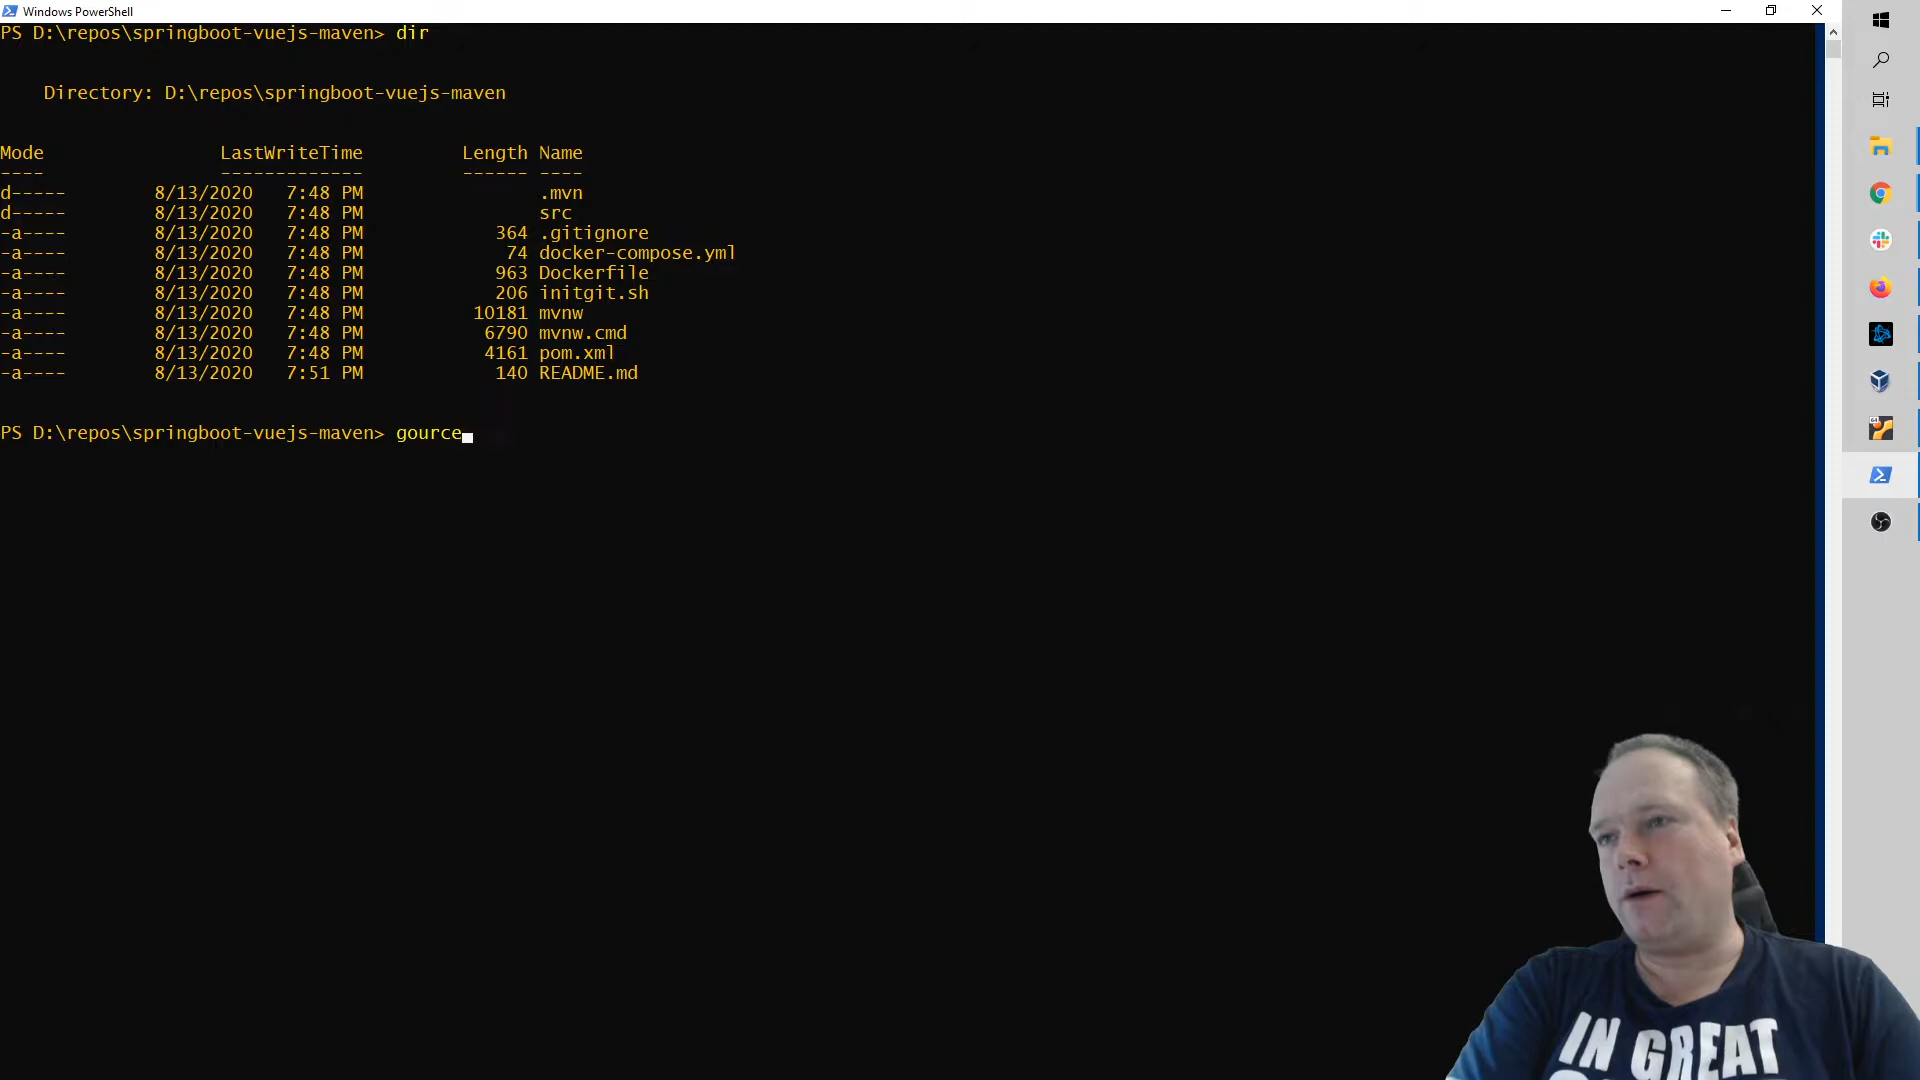 Windows PowerShell
PS D:\repos\springboot-vuejs-maven> dir
Directory: D:\repos\springboot-vuejs-maven
Mode LastWriteTime Length Name
---- ------------- ------ ----
d----- 8/13/2020 7:48 PM .mvn
d----- 8/13/2020 7:48 PM src
-a---- 8/13/2020 7:48 PM 364 .gitignore
-a---- 8/13/2020 7:48 PM 74 docker-compose.yml
-a---- 8/13/2020 7:48 PM 963 Dockerfile
-a---- 8/13/2020 7:48 PM 206 initgit.sh
-a---- 8/13/2020 7:48 PM 10181 mvnw
-a---- 8/13/2020 7:48 PM 6790 mvnw.cmd
-a---- 8/13/2020 7:48 PM 4161 pom.xml
-a---- 8/13/2020 7:51 PM 140 README.md
PS D:\repos\springboot-vuejs-maven> gource
IN GREAT